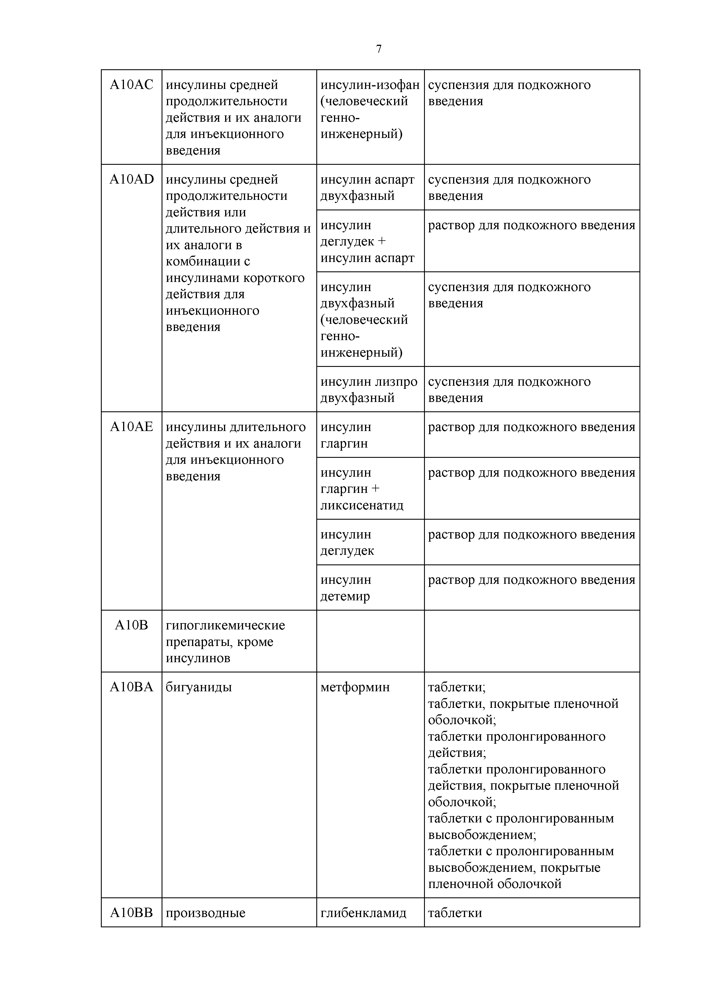 7
A10AC
инсулины средней
продолжительности
действия и их аналоги
для инъекционного
введения
инсулин-изофан
(человеческий
генно-
инженерный)
суспензия для подкожного
введения
A10AD
инсулины средней
продолжительности
действия или
длительного действия и
их аналоги в
комбинации с
инсулинами короткого
действия для
инъекционного
введения
инсулин аспарт
двухфазный
суспензия для подкожного
введения
инсулин
деглудек +
инсулин аспарт
раствор для подкожного введения
инсулин
двухфазный
(человеческий
генно-
инженерный)
суспензия для подкожного
введения
инсулин лизпро
двухфазный
суспензия для подкожного
введения
A10AE
инсулины длительного
действия и их аналоги
для инъекционного
введения
инсулин
гларгин
раствор для подкожного введения
инсулин
гларгин +
ликсисенатид
раствор для подкожного введения
инсулин
деглудек
раствор для подкожного введения
инсулин
детемир
раствор для подкожного введения
A10B
гипогликемические
препараты, кроме
инсулинов
A10BA
бигуаниды
метформин
таблетки;
таблетки, покрытые пленочной
оболочкой;
таблетки пролонгированного
действия;
таблетки пролонгированного
действия, покрытые пленочной
оболочкой;
таблетки с пролонгированным
высвобождением;
таблетки с пролонгированным
высвобождением, покрытые
пленочной оболочкой
A10BB
производные
глибенкламид
таблетки